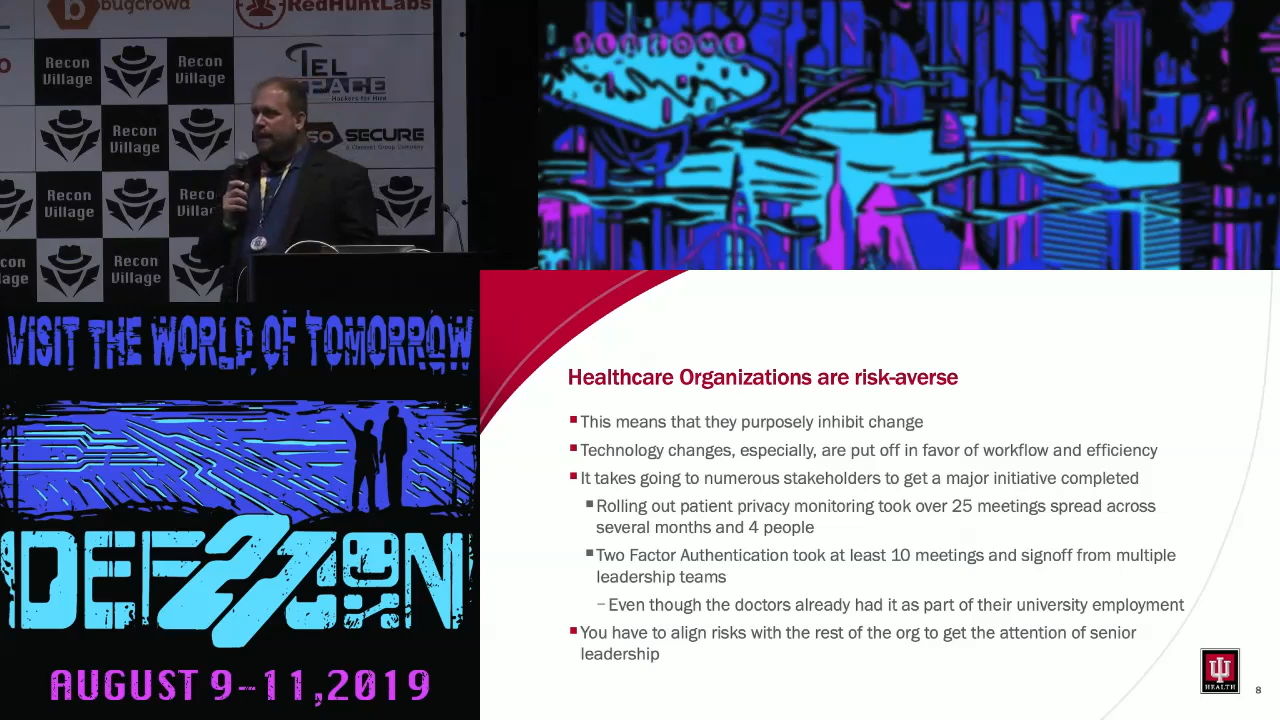 bugcrowd
RedHuntLabs
Recon
Village
Recon
Village
TEL
SPACE
Hackers for Hire
Recon
Village
SECURE
Recon
Village
Recon
Village
WELCOME
VISIT THE WORLD OF TOMORROW
DEF CON
27
AUGUST 9-11, 2019
Healthcare Organizations are risk-averse
This means that they purposely inhibit change
Technology changes, especially, are put off in favor of workflow and efficiency
It takes going to numerous stakeholders to get a major initiative completed
Rolling out patient privacy monitoring took over 25 meetings spread across
several months and 4 people
Two Factor Authentication took at least 10 meetings and signoff from multiple
leadership teams
– Even though the doctors already had it as part of their university employment
You have to align risks with the rest of the org to get the attention of senior
leadership
HEALTH
8